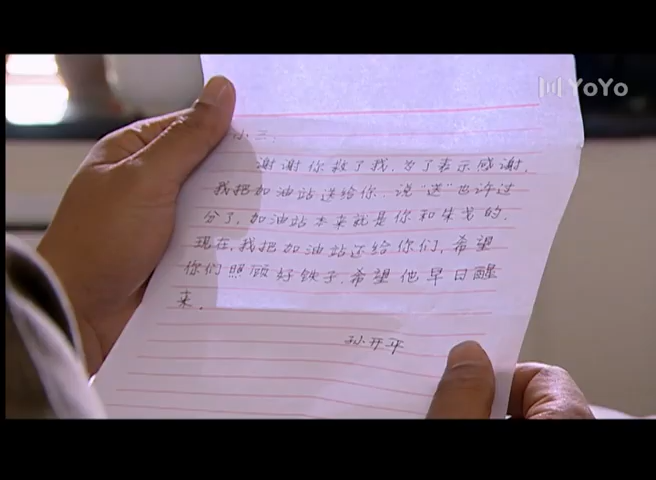 YoYo
小三
谢谢你救了我,为了表示感谢,
我把加油站送给你.说"送"也许过
分了,加油站本来就是你和朱戈的.
现在,我把加油站还给你们,希望
你们照顾好铁子,希望他早日醒
来.
孙开平